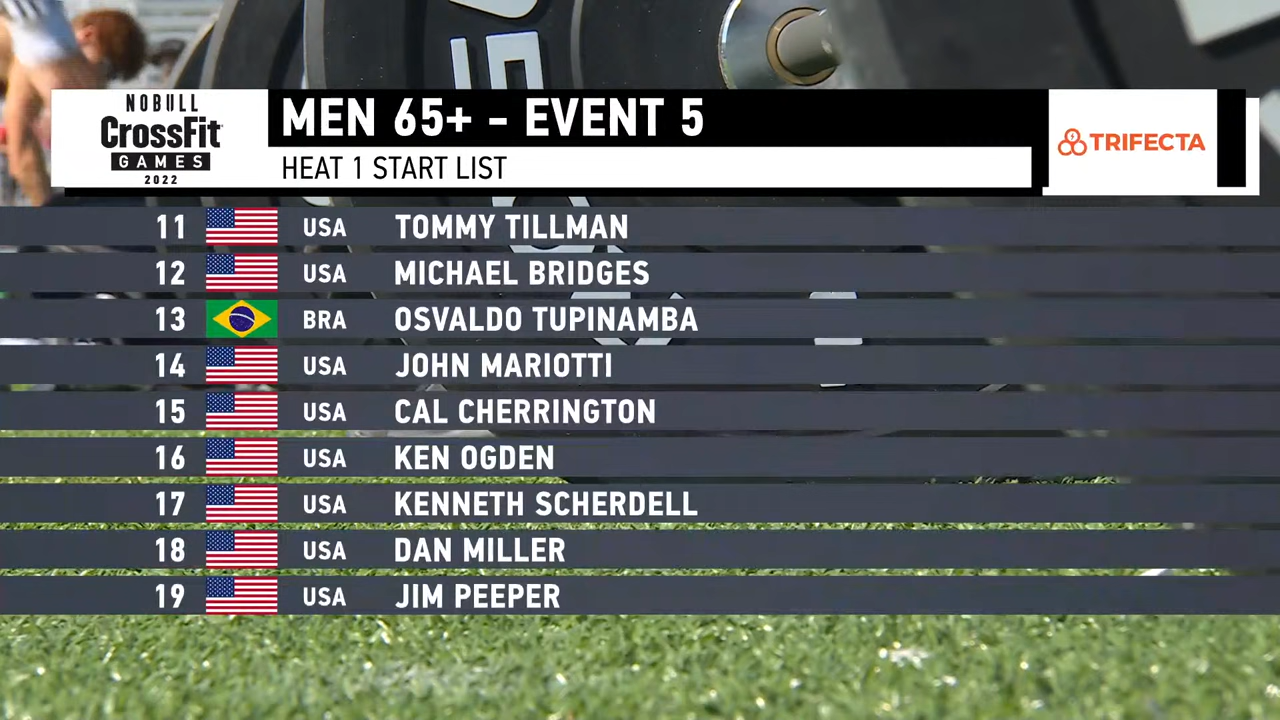 NOBULL
CrossFit
GAMES
2022
MEN 65+ - EVENT 5
HEAT 1 START LIST
TRIFECTA
11 USA TOMMY TILLMAN
12 USA MICHAEL BRIDGES
13 BRA OSVALDO TUPINAMBA
14 USA JOHN MARIOTTI
15 USA CAL CHERRINGTON
16 USA KEN OGDEN
17 USA KENNETH SCHERDELL
18 USA DAN MILLER
19 USA JIM PEEPER